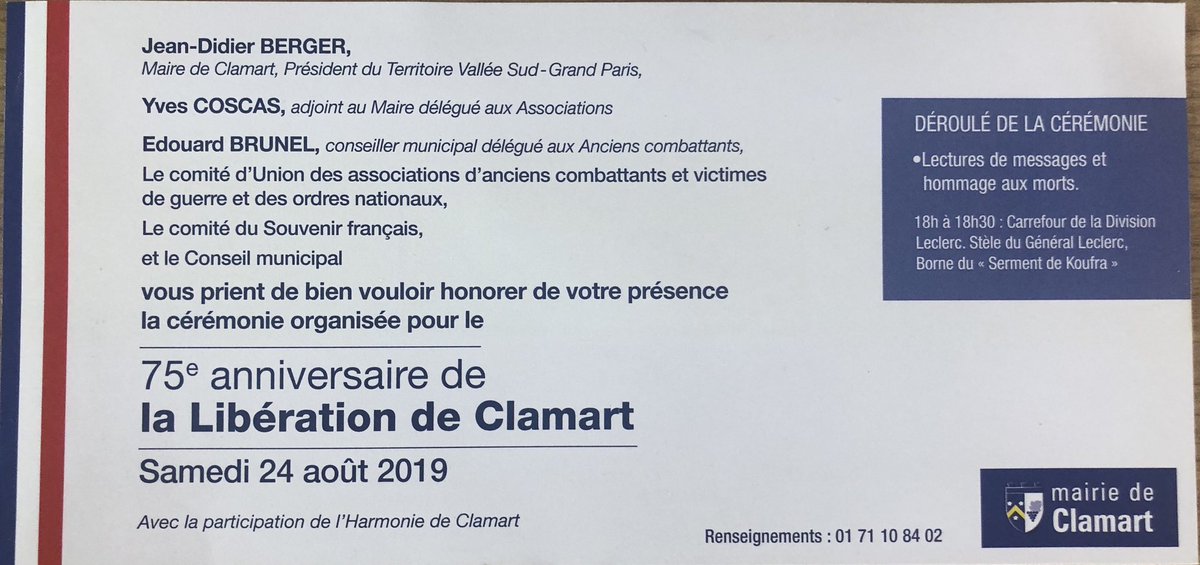 Jean-Didier BERGER,
Maire de Clamart, Président du Territoire Vallée Sud-Grand Paris,
Yves COSCAS, adjoint au Maire délégué aux Associations
Edouard BRUNEL, conseiller municipal délégué aux Anciens combattants,
Le comité d'Union des associations d'anciens combattants et victimes
de guerre et des ordres nationaux,
Le comité du Souvenir français,
et le Conseil municipal
vous prient de bien vouloir honorer de votre présence
la cérémonie organisée pour le
75e anniversaire de
la Libération de Clamart
Samedi 24 août 2019
Avec la participation de l'Harmonie de Clamart
DÉROULÉ DE LA CÉRÉMONIE
•Lectures de messages et
hommage aux morts.
18h à 18h30 : Carrefour de la Division
Leclerc. Stèle du Général Leclerc,
Borne du « Serment de Koufra »
Renseignements : 01 71 10 84 02
mairie de
Clamart